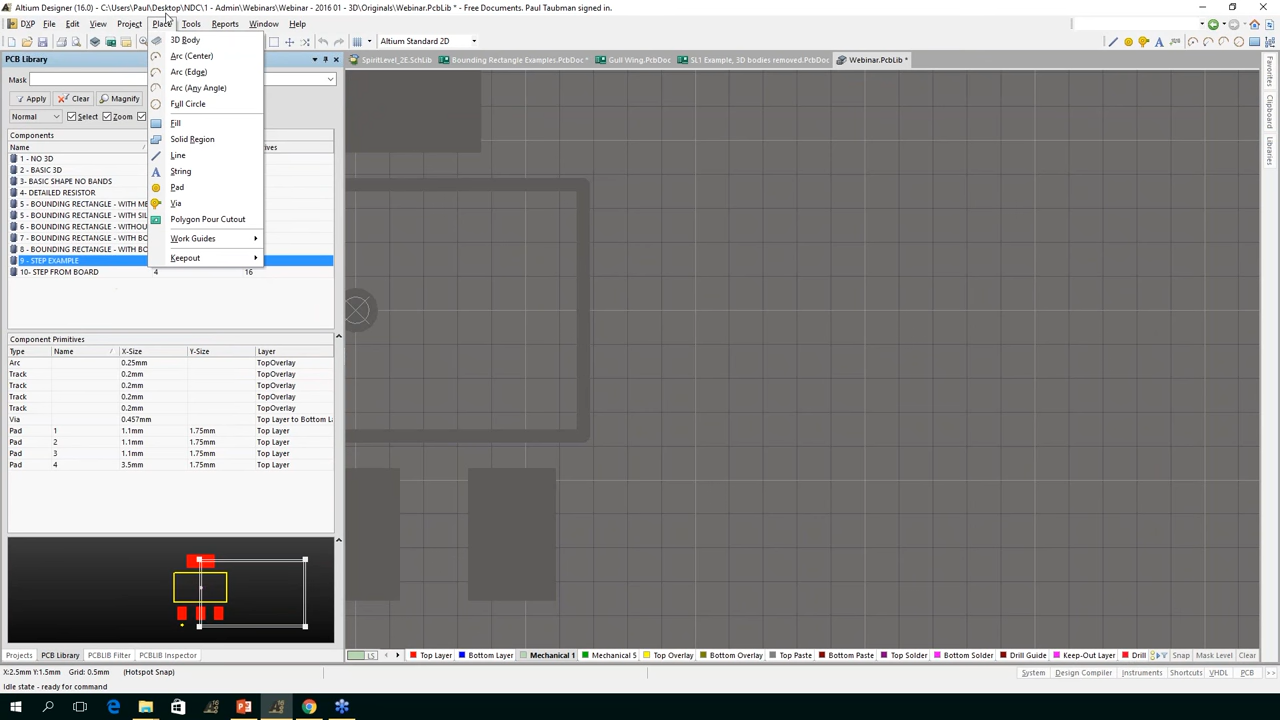 Altium Designer (16.0) - C:\Users\Paul\Desktop\NDC\1 - Admin\Webinars\Webinar - 2016 01 - 3D\Originals\Webinar.PcbLib * - Free Documents. Paul Taubman signed in.
DXP File Edit View Project Place Tools Reports Window Help
Altium Standard 2D
PCB Library
SpiritLevel_2E.SchLib Bounding Rectangle Examples.PcbDoc * Gull Wing.PcbDoc SL1 Example, 3D bodies removed.PcbDoc Webinar.PcbLib *
Mask
Apply Clear Magnify
Normal Select Zoom
Components
Name
1 - NO 3D
2 - BASIC 3D
3- BASIC SHAPE NO BANDS
4- DETAILED RESISTOR
5 - BOUNDING RECTANGLE - WITH ME
5 - BOUNDING RECTANGLE - WITH SIL
6 - BOUNDING RECTANGLE - WITHOU
7 - BOUNDING RECTANGLE - WITH BO
8 - BOUNDING RECTANGLE - WITH BO
9 - STEP EXAMPLE
10- STEP FROM BOARD 4 16
3D Body
Arc (Center)
Arc (Edge)
Arc (Any Angle)
Full Circle
Fill
Solid Region
Line
String
Pad
Via
Polygon Pour Cutout
Work Guides
Keepout
Component Primitives
Type Name X-Size Y-Size Layer
Arc 0.25mm TopOverlay
Track 0.2mm TopOverlay
Track 0.2mm TopOverlay
Track 0.2mm TopOverlay
Track 0.2mm TopOverlay
Via 0.457mm Top Layer to Bottom La
Pad 1 1.1mm 1.75mm Top Layer
Pad 2 1.1mm 1.75mm Top Layer
Pad 3 1.1mm 1.75mm Top Layer
Pad 4 3.5mm 1.75mm Top Layer
Favorites
Libraries
Projects PCB Library PCBLIB Filter PCBLIB Inspector
LS Top Layer Bottom Layer Mechanical 1 Mechanical 5 Top Overlay Bottom Overlay Top Paste Bottom Paste Top Solder Bottom Solder Drill Guide Keep-Out Layer Drill Snap Mask Level Clear
X:2.5mm Y:1.5mm Grid: 0.5mm (Hotspot Snap)
System Design Compiler Instruments Shortcuts VHDL PCB >>
Idle state - ready for command